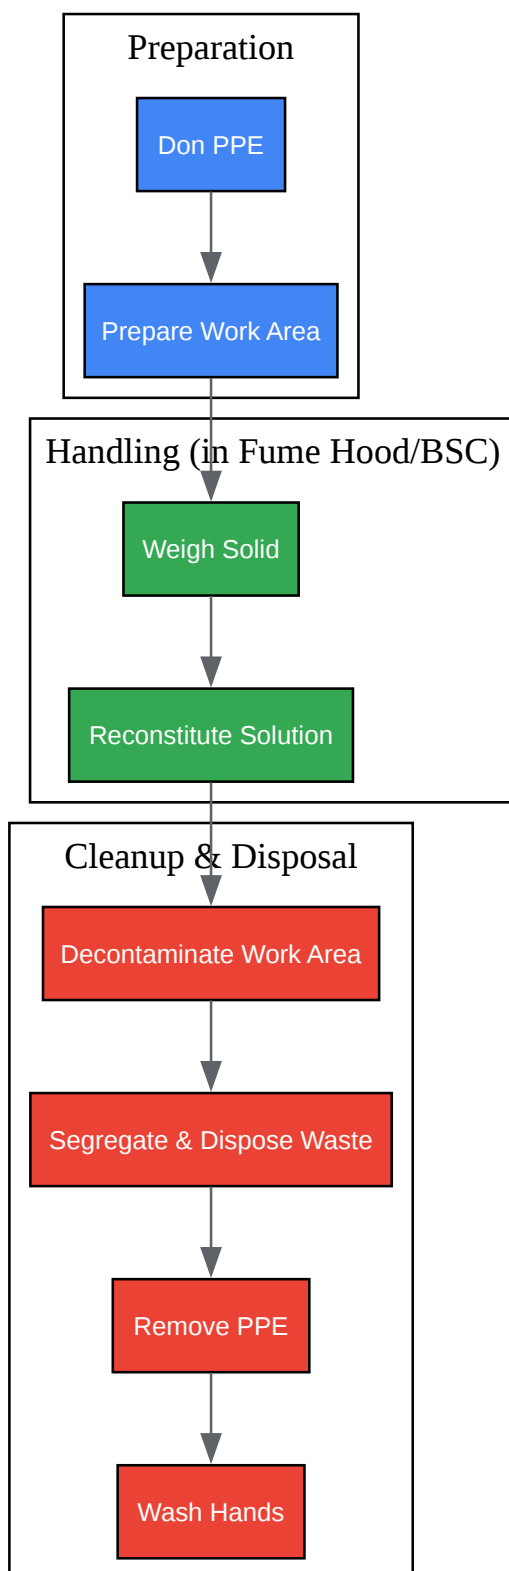 Preparation
Don PPE
Prepare Work Area
Handling (in Fume Hood/BSC)
Weigh Solid
Reconstitute Solution
Cleanup & Disposal
Decontaminate Work Area
Segregate & Dispose Waste
Remove PPE
Wash Hands